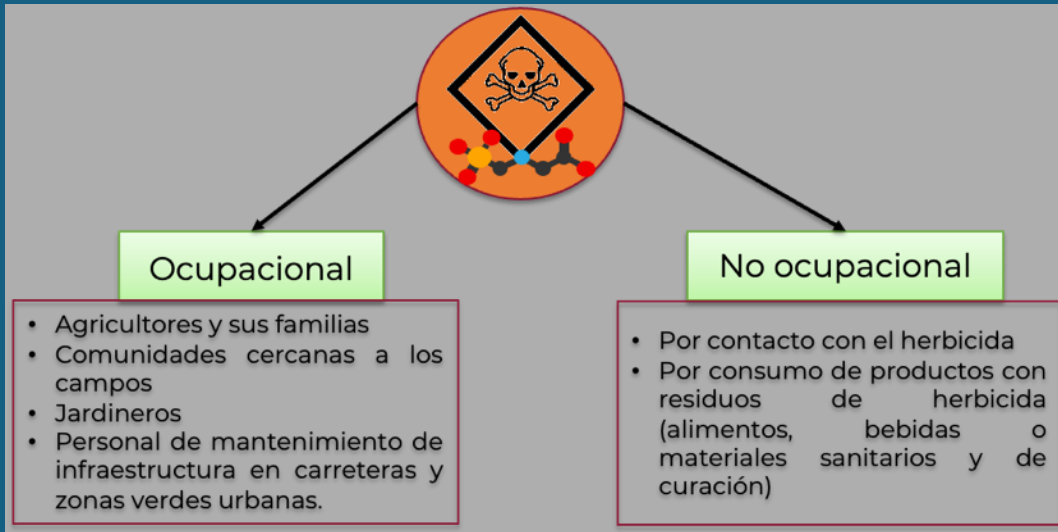 Ocupacional
• Agricultores y sus familias
• Comunidades cercanas a los
campos
• Jardineros
• Personal de mantenimiento de
infraestructura en carreteras y
zonas verdes urbanas.
No ocupacional
• Por contacto con el herbicida
• Por consumo de productos con
residuos de herbicida
(alimentos, bebidas o
materiales sanitarios y de
curación)